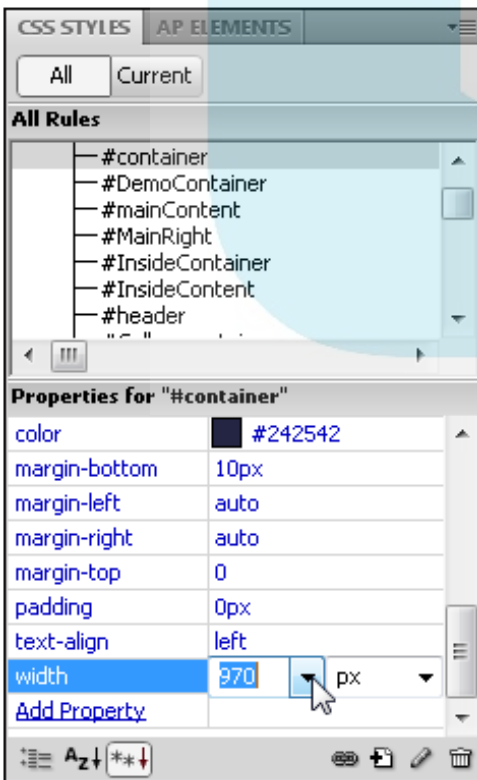 CSS STYLES AP ELEMENTS
All Current
All Rules
#container
#DemoContainer
#mainContent
#MainRight
#InsideContainer
#InsideContent
#header
Properties for "#container"
color #242542
margin-bottom 10px
margin-left auto
margin-right auto
margin-top 0
padding 0px
text-align left
width 970 px
Add Property
Az↓ **↓